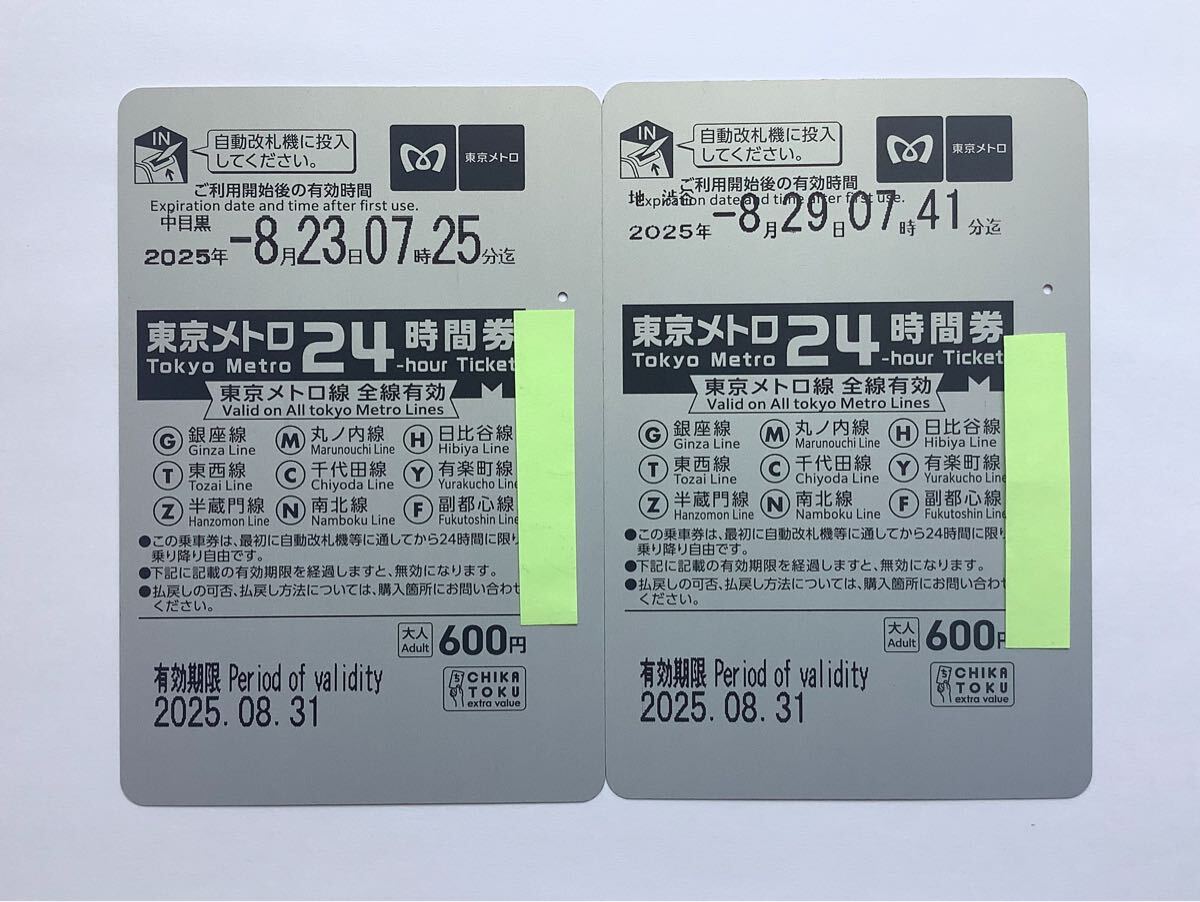 IN
自動改札機に投入
してください。
東京メトロ
ご利用開始後の有効時間
Expiration date and time after first use.
中目黒
2025年-8月23日07時25分迄
東京メトロ24時間券
Tokyo Metro -hour Ticket
東京メトロ線 全線有効
Valid on All tokyo Metro Lines
G 銀座線 M 丸ノ内線 H 日比谷線
Ginza Line Marunouchi Line Hibiya Line
T 東西線 C 千代田線 Y 有楽町線
Tozai Line Chiyoda Line Yurakucho Line
Z 半蔵門線 N 南北線 F 副都心線
Hanzomon Line Namboku Line Fukutoshin Line
●この乗車券は、最初に自動改札機等に通してから24時間に限り
乗り降り自由です。
●下記に記載の有効期限を経過しますと、無効になります。
●払戻しの可否、払戻し方法については、購入箇所にお問い合わせ
ください。
大人
Adult
600円
有効期限 Period of validity
2025.08.31
CHIKA
TOKU
extra value
IN
自動改札機に投入
してください。
東京メトロ
ご利用開始後の有効時間
Expiration date and time after first use.
地 渋谷
2025年-8月29日07時41分迄
東京メトロ24時間券
Tokyo Metro -hour Ticket
東京メトロ線 全線有効
Valid on All tokyo Metro Lines
G 銀座線 M 丸ノ内線 H 日比谷線
Ginza Line Marunouchi Line Hibiya Line
T 東西線 C 千代田線 Y 有楽町線
Tozai Line Chiyoda Line Yurakucho Line
Z 半蔵門線 N 南北線 F 副都心線
Hanzomon Line Namboku Line Fukutoshin Line
●この乗車券は、最初に自動改札機等に通してから24時間に限り
乗り降り自由です。
●下記に記載の有効期限を経過しますと、無効になります。
●払戻しの可否、払戻し方法については、購入箇所にお問い合わせ
ください。
大人
Adult
600円
有効期限 Period of validity
2025.08.31
CHIKA
TOKU
extra value